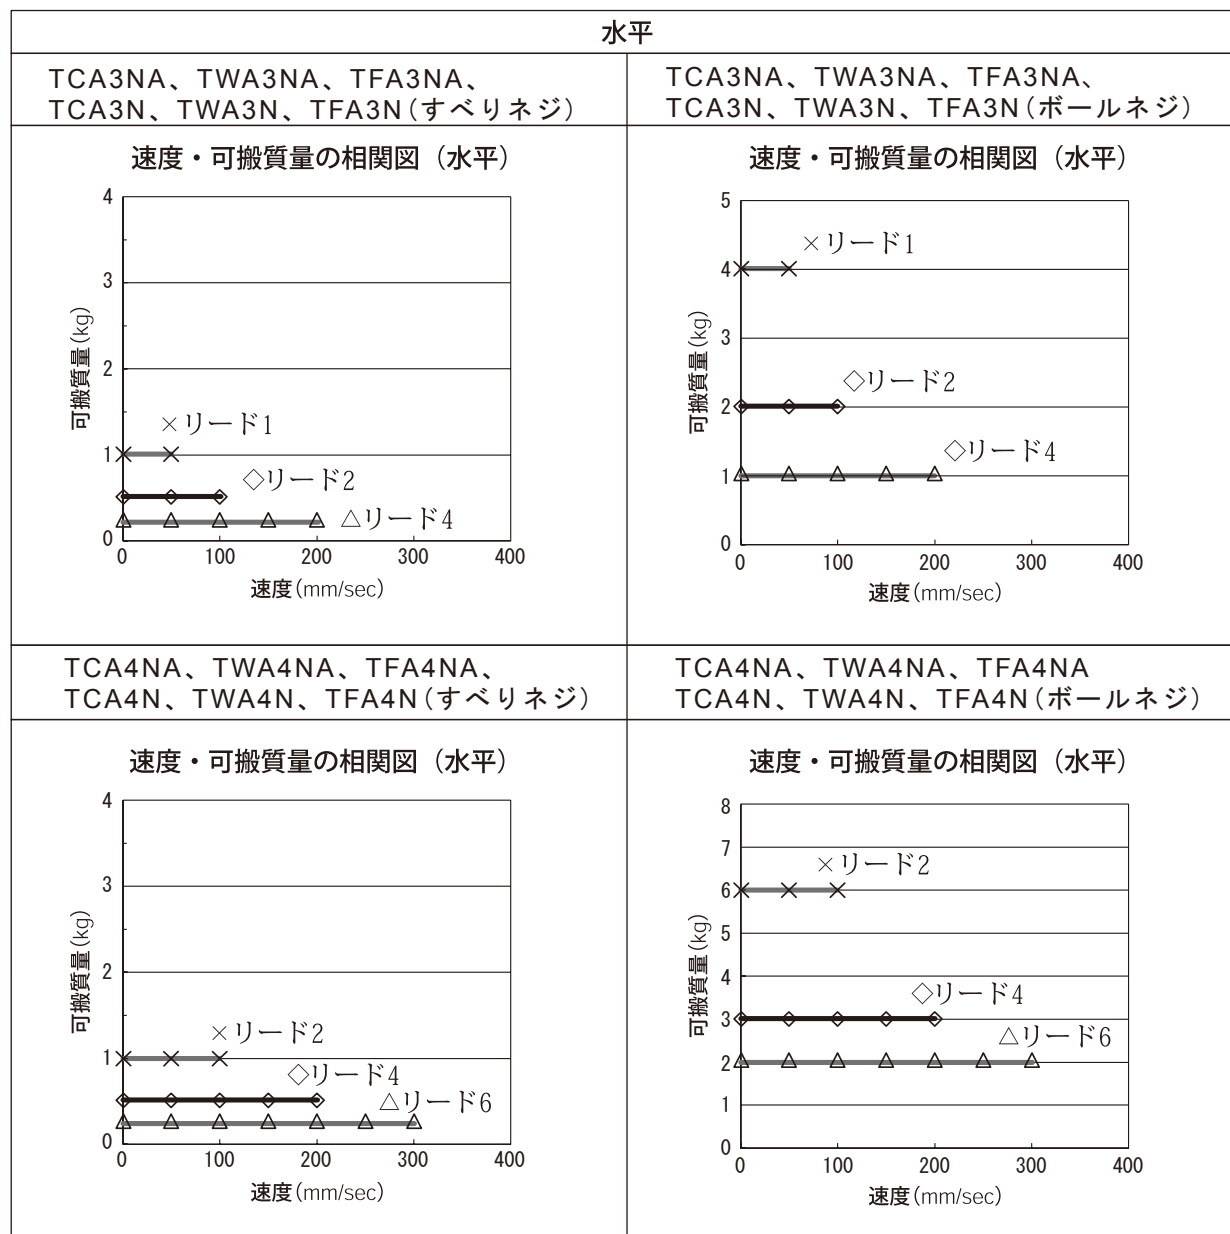 水平
TCA3NA、TWA3NA、TFA3NA、
TCA3N、TWA3N、TFA3N(すべりネジ)
TCA3NA、TWA3NA、TFA3NA、
TCA3N、TWA3N、TFA3N(ボールネジ)
速度・可搬質量の相関図（水平）
4
3
2
1
0
可搬質量(kg)
×リード1
◇リード2
△リード4
0 100 200 300 400
速度(mm/sec)
速度・可搬質量の相関図（水平）
5
4
3
2
1
0
可搬質量(kg)
×リード1
◇リード2
◇リード4
0 100 200 300 400
速度(mm/sec)
TCA4NA、TWA4NA、TFA4NA、
TCA4N、TWA4N、TFA4N(すべりネジ)
TCA4NA、TWA4NA、TFA4NA
TCA4N、TWA4N、TFA4N(ボールネジ)
速度・可搬質量の相関図（水平）
4
3
2
1
0
可搬質量(kg)
×リード2
◇リード4
△リード6
0 100 200 300 400
速度(mm/sec)
速度・可搬質量の相関図（水平）
8
7
6
5
4
3
2
1
0
可搬質量(kg)
×リード2
◇リード4
△リード6
0 100 200 300 400
速度(mm/sec)